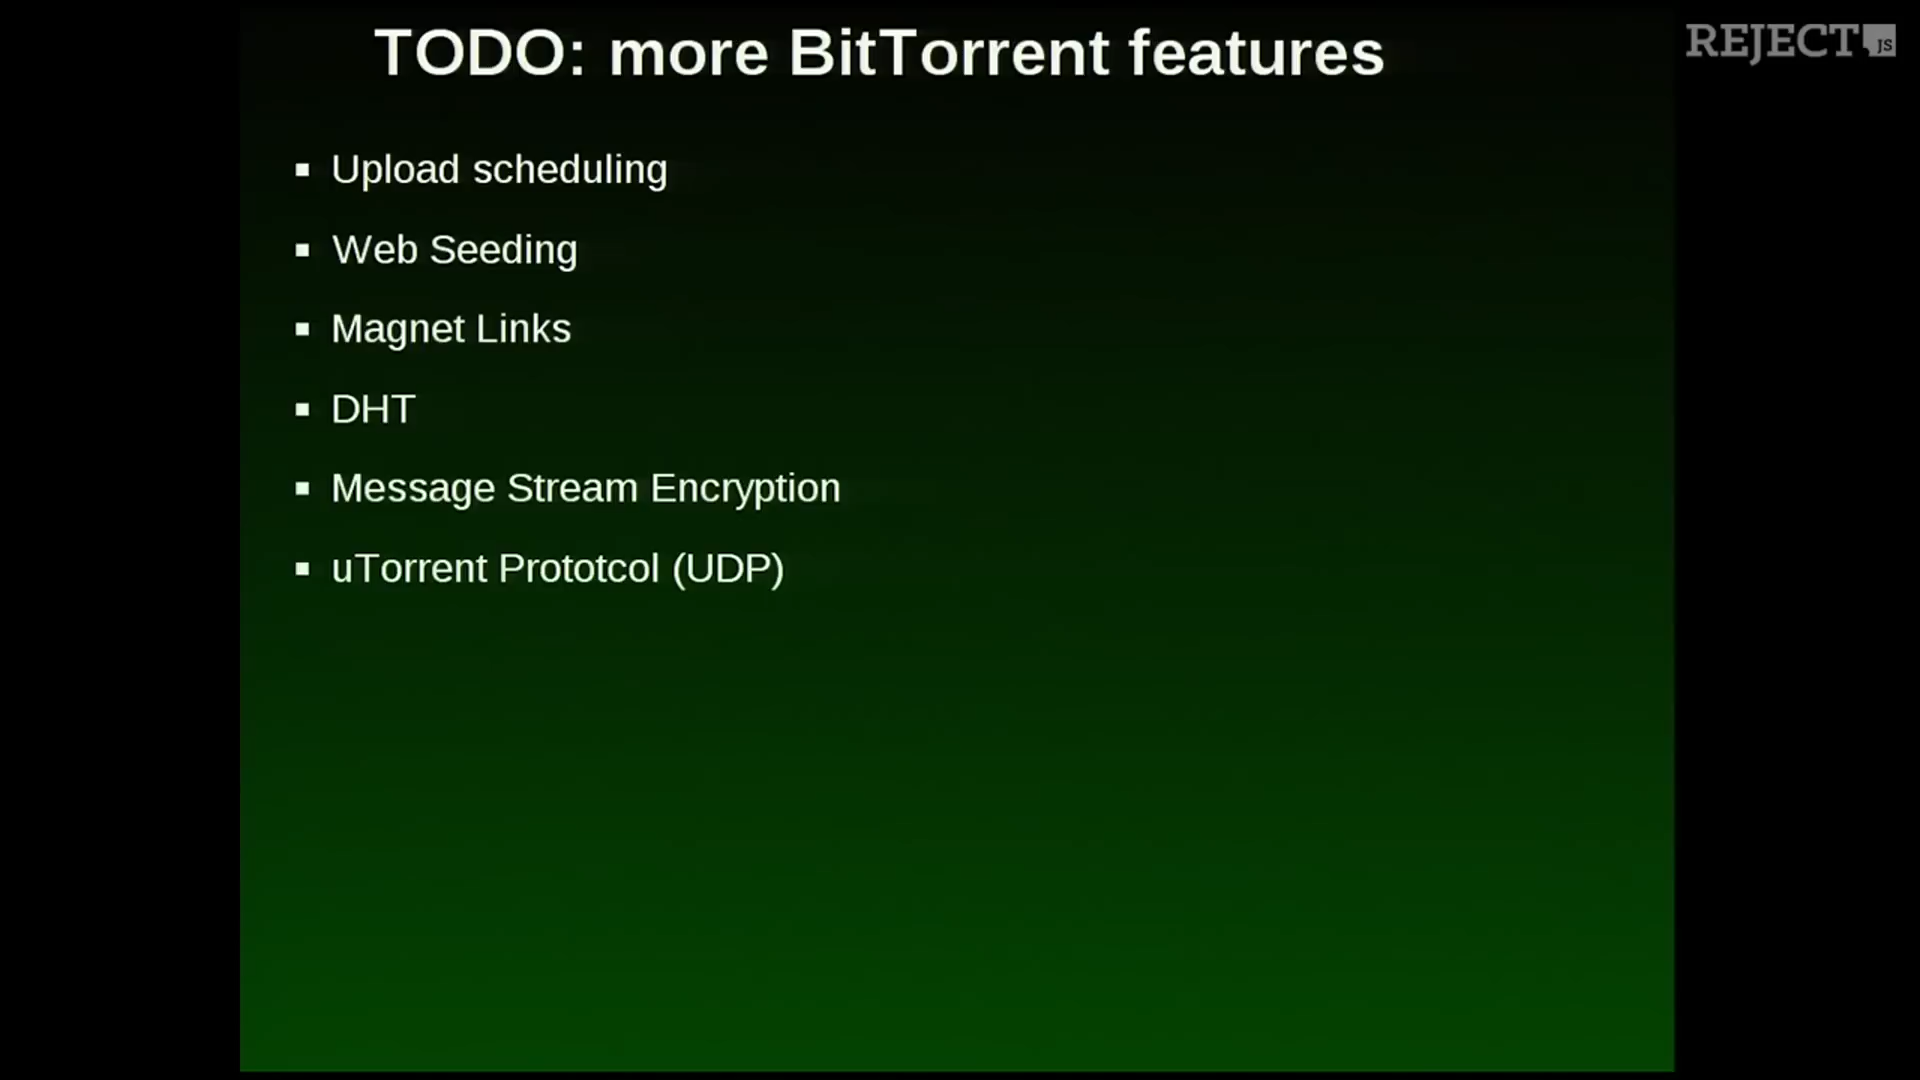 TODO: more BitTorrent features
REJECT JS
▪ Upload scheduling
▪ Web Seeding
▪ Magnet Links
▪ DHT
▪ Message Stream Encryption
▪ uTorrent Prototcol (UDP)